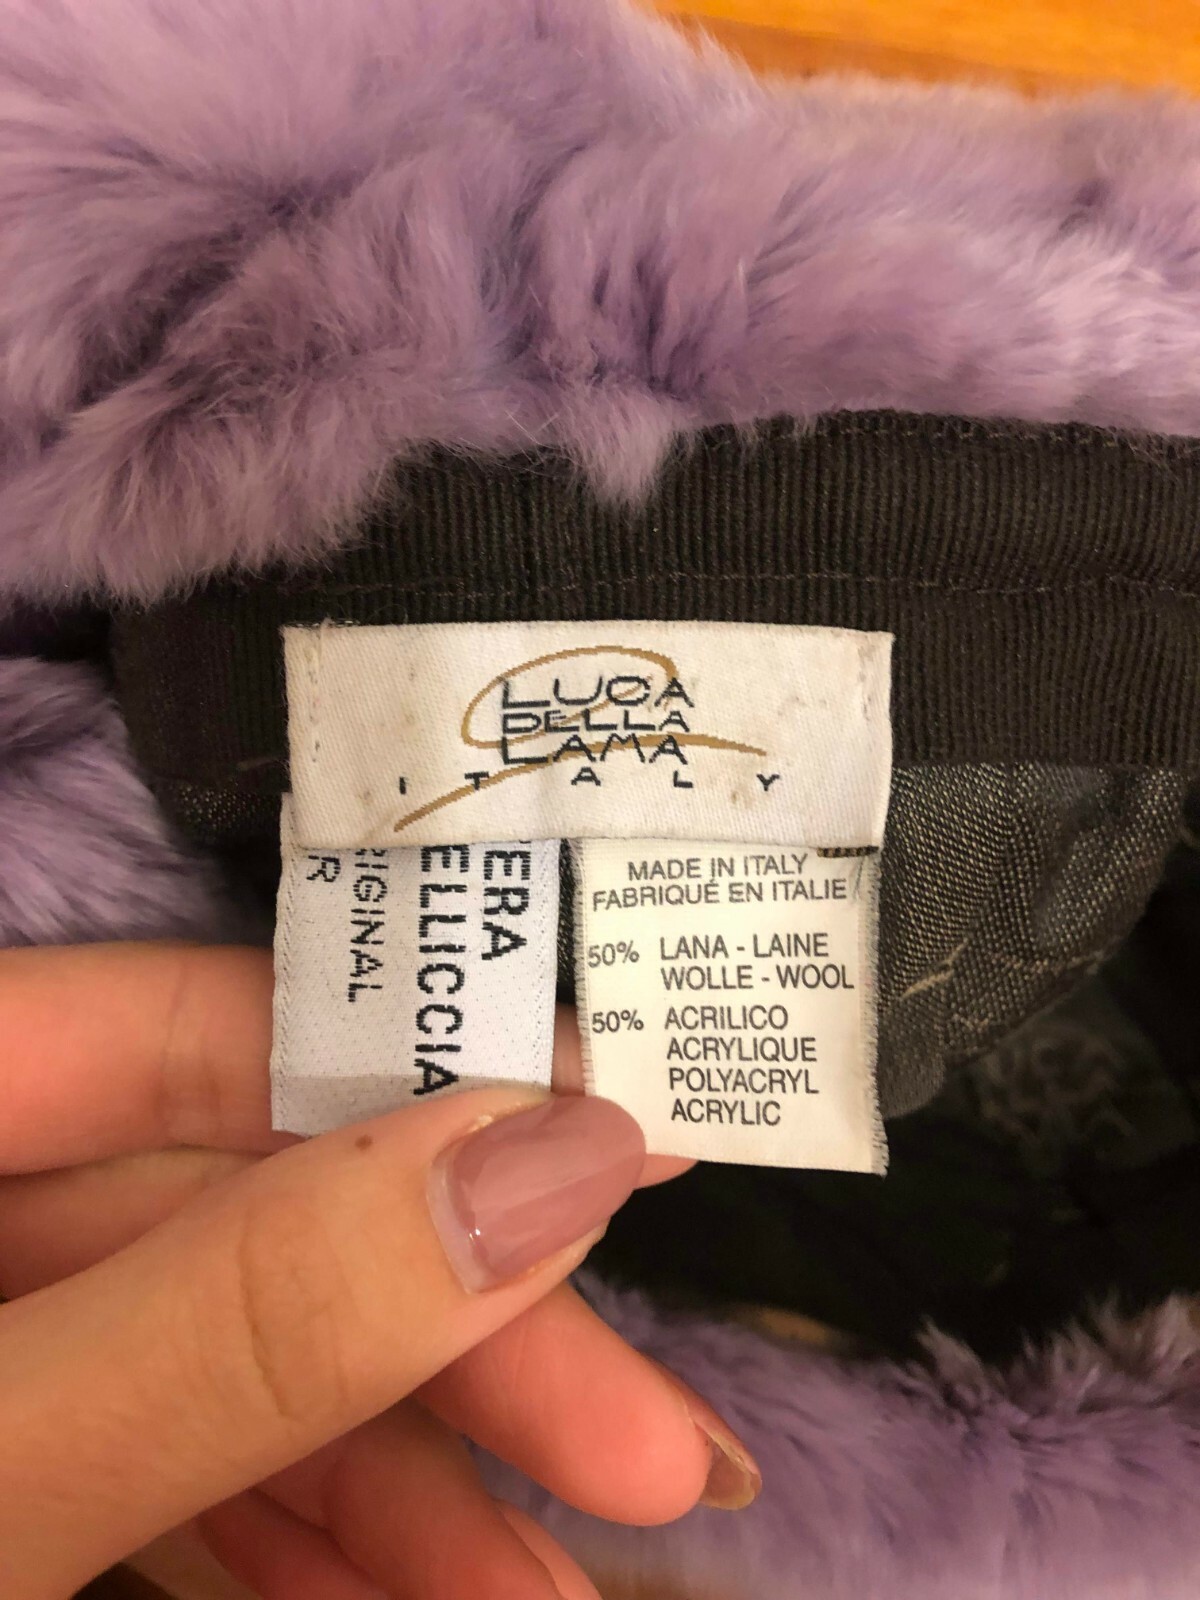 LUCA
DELLA
LAMA
ITALY
MADE IN ITALY
FABRIQUÉ EN ITALIE
50% LANA - LAINE
WOLLE - WOOL
50% ACRILICO
ACRYLIQUE
POLYACRYL
ACRYLIC
ERA
ELLICCIA
RIGINAL
R